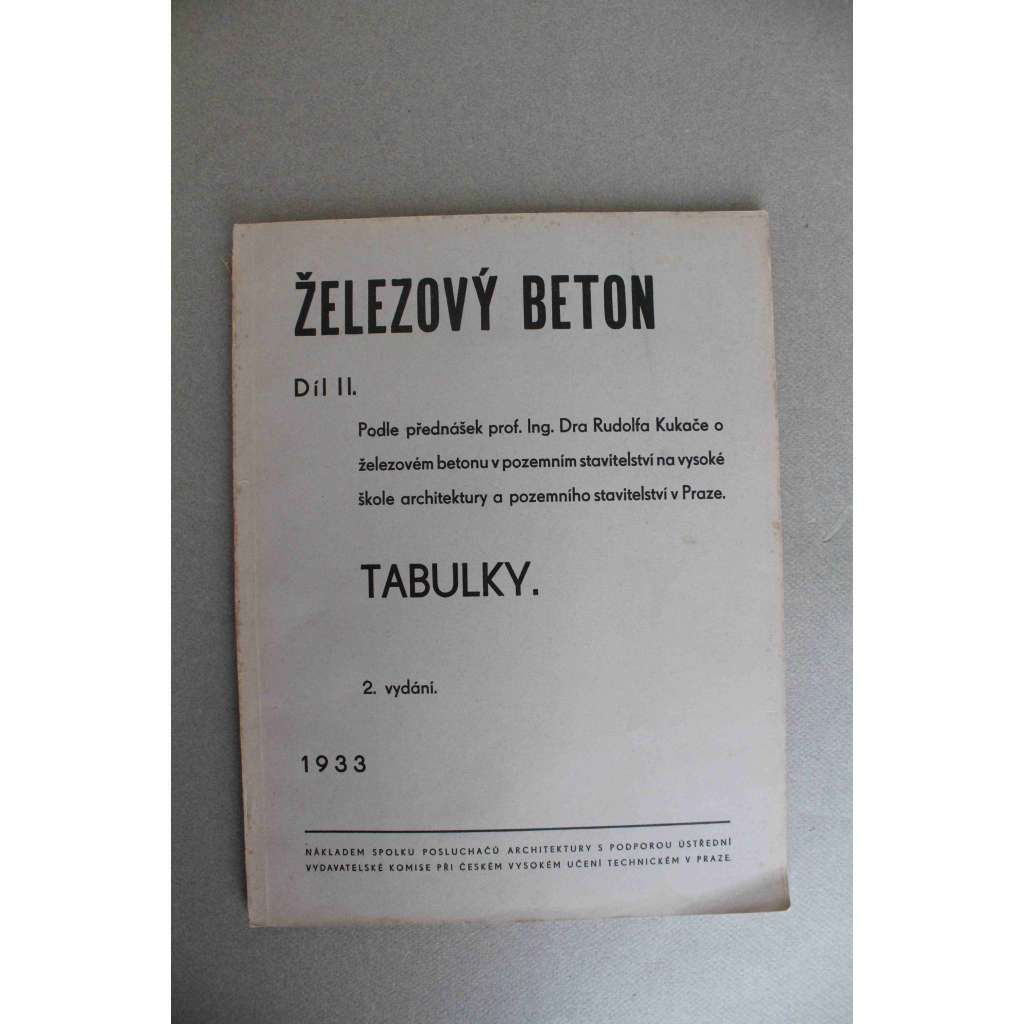 ŽELEZOVÝ BETON
Díl II.
Podle přednášek prof. Ing. Dra Rudolfa Kukače o
železovém betonu v pozemním stavitelství na vysoké
škole architektury a pozemního stavitelství v Praze.
TABULKY.
2. vydání.
1933
NÁKLADEM SPOLKU POSLUCHAČŮ ARCHITEKTURY S PODPOROU ÚSTŘEDNÍ
VYDAVATELSKÉ KOMISE PŘI ČESKÉM VYSOKÉM UČENÍ TECHNICKÉM V PRAZE.